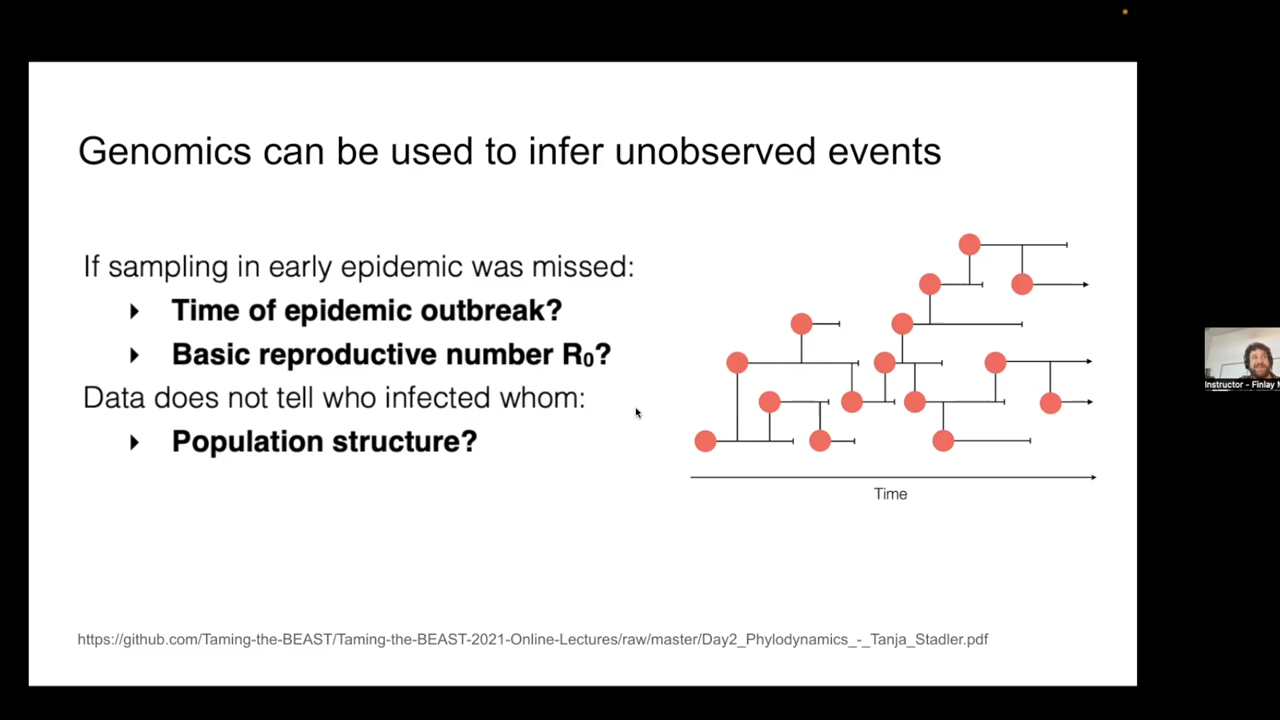 Genomics can be used to infer unobserved events
If sampling in early epidemic was missed:
Time of epidemic outbreak?
Basic reproductive number R₀?
Data does not tell who infected whom:
Population structure?
Time
https://github.com/Taming-the-BEAST/Taming-the-BEAST-2021-Online-Lectures/raw/master/Day2_Phylodynamics_-_Tanja_Stadler.pdf
Instructor - Finlay M